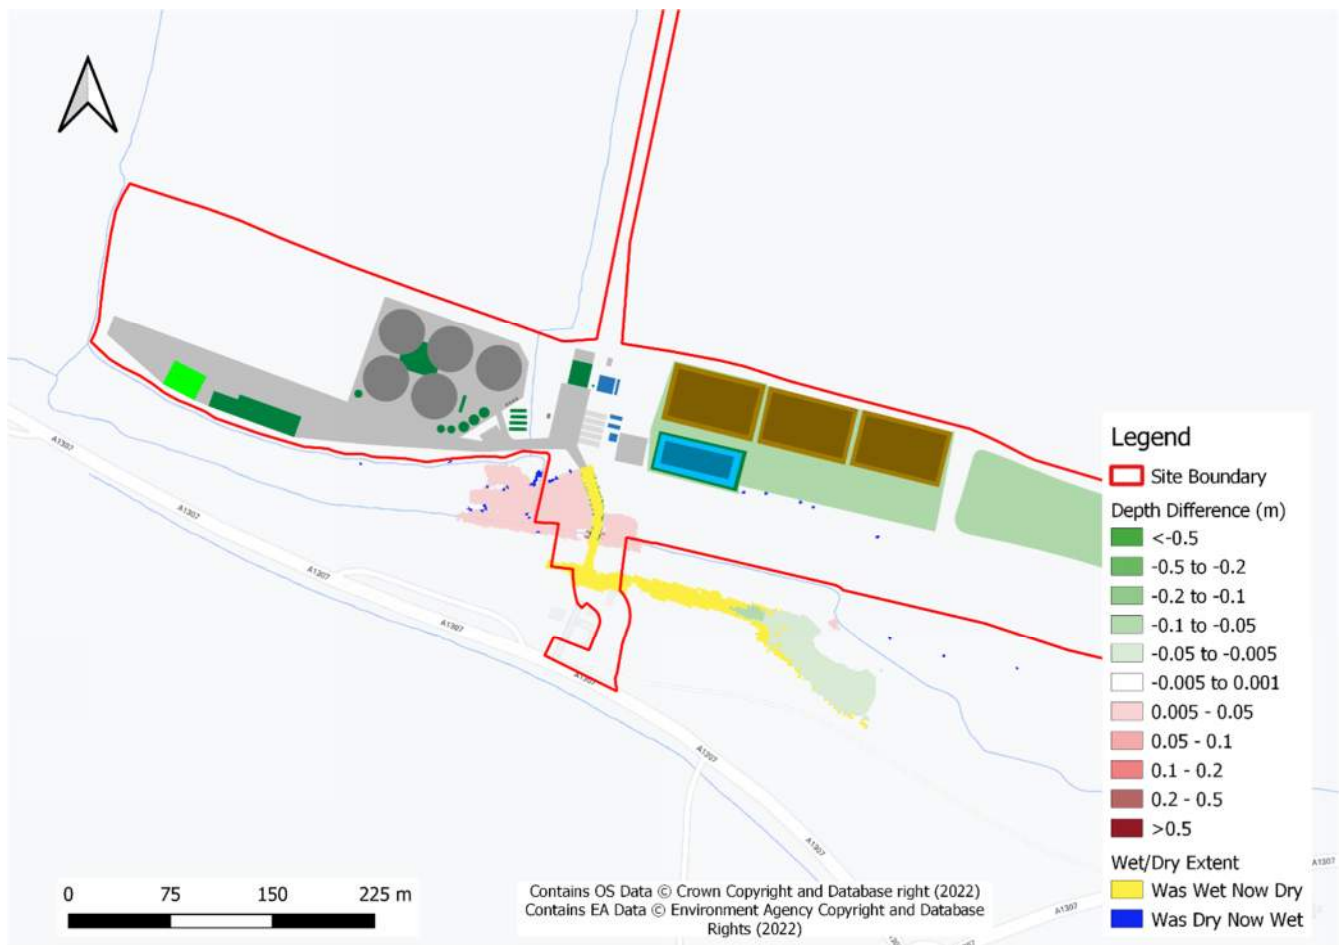 A1307
A1307
A1307
A1307
A1307
A1307
A1307
A1307
Legend
Site Boundary
Depth Difference (m)
<-0.5
-0.5 to -0.2
-0.2 to -0.1
-0.1 to -0.05
-0.05 to -0.005
-0.005 to 0.001
0.005 - 0.05
0.05 - 0.1
0.1 - 0.2
0.2 - 0.5
>0.5
Wet/Dry Extent
Was Wet Now Dry
Was Dry Now Wet
0 75 150 225 m
Contains OS Data © Crown Copyright and Database right (2022)
Contains EA Data © Environment Agency Copyright and Database
Rights (2022)